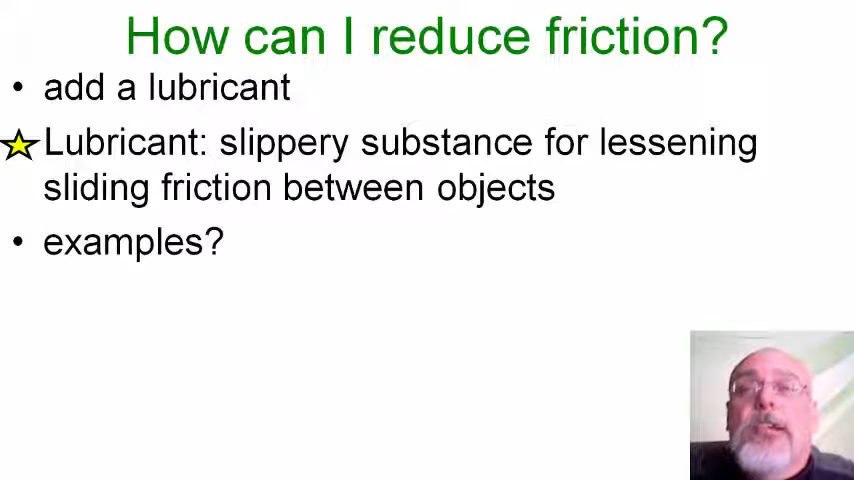 How can I reduce friction?
• add a lubricant
Lubricant: slippery substance for lessening
sliding friction between objects
• examples?